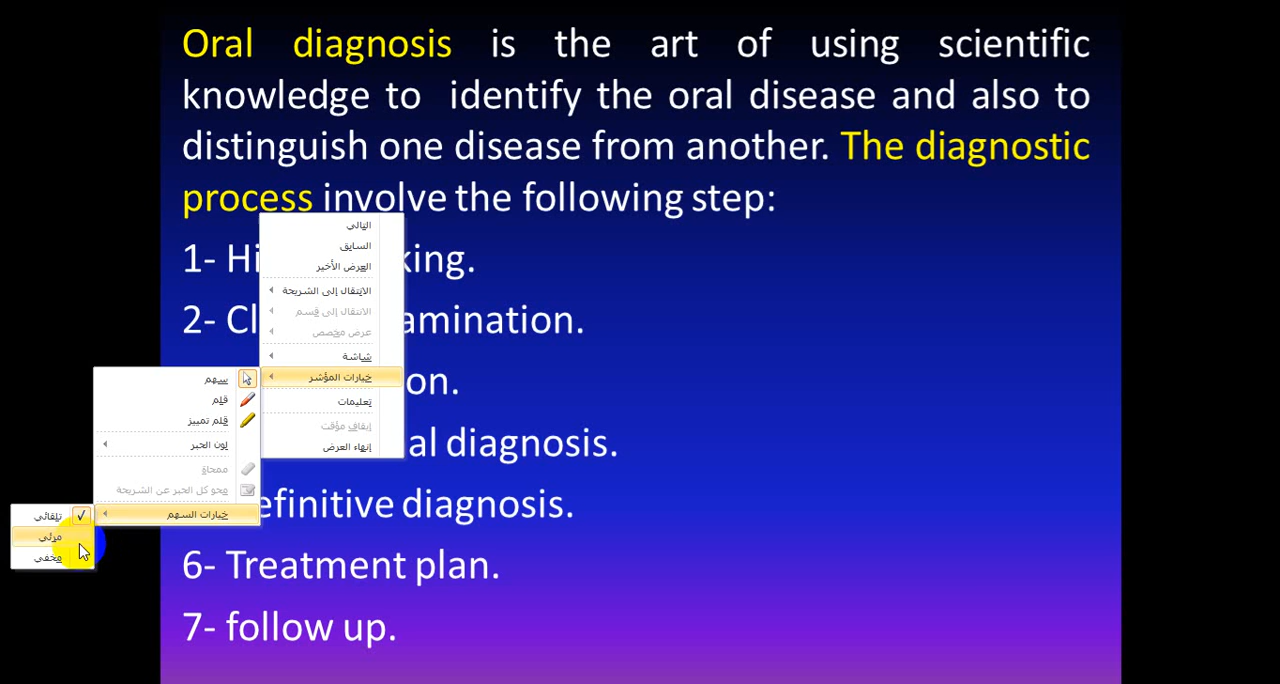 Oral diagnosis is the art of using scientific
knowledge to identify the oral disease and also to
distinguish one disease from another. The diagnostic
process involve the following step:
1- Hi king.
2- Cl amination.
on.
al diagnosis.
efinitive diagnosis.
6- Treatment plan.
7- follow up.
التالي
السابق
العرض الأخير
الانتقال إلى الشريحة
الانتقال إلى قسم
عرض مخصص
شاشة
خيارات المؤشر
تعليمات
إيقاف مؤقت
إنهاء العرض
سهم
قلم
قلم تمييز
لون الحبر
ممحاة
محو كل الحبر عن الشريحة
خيارات السهم
تلقائي
مرئي
مخفي